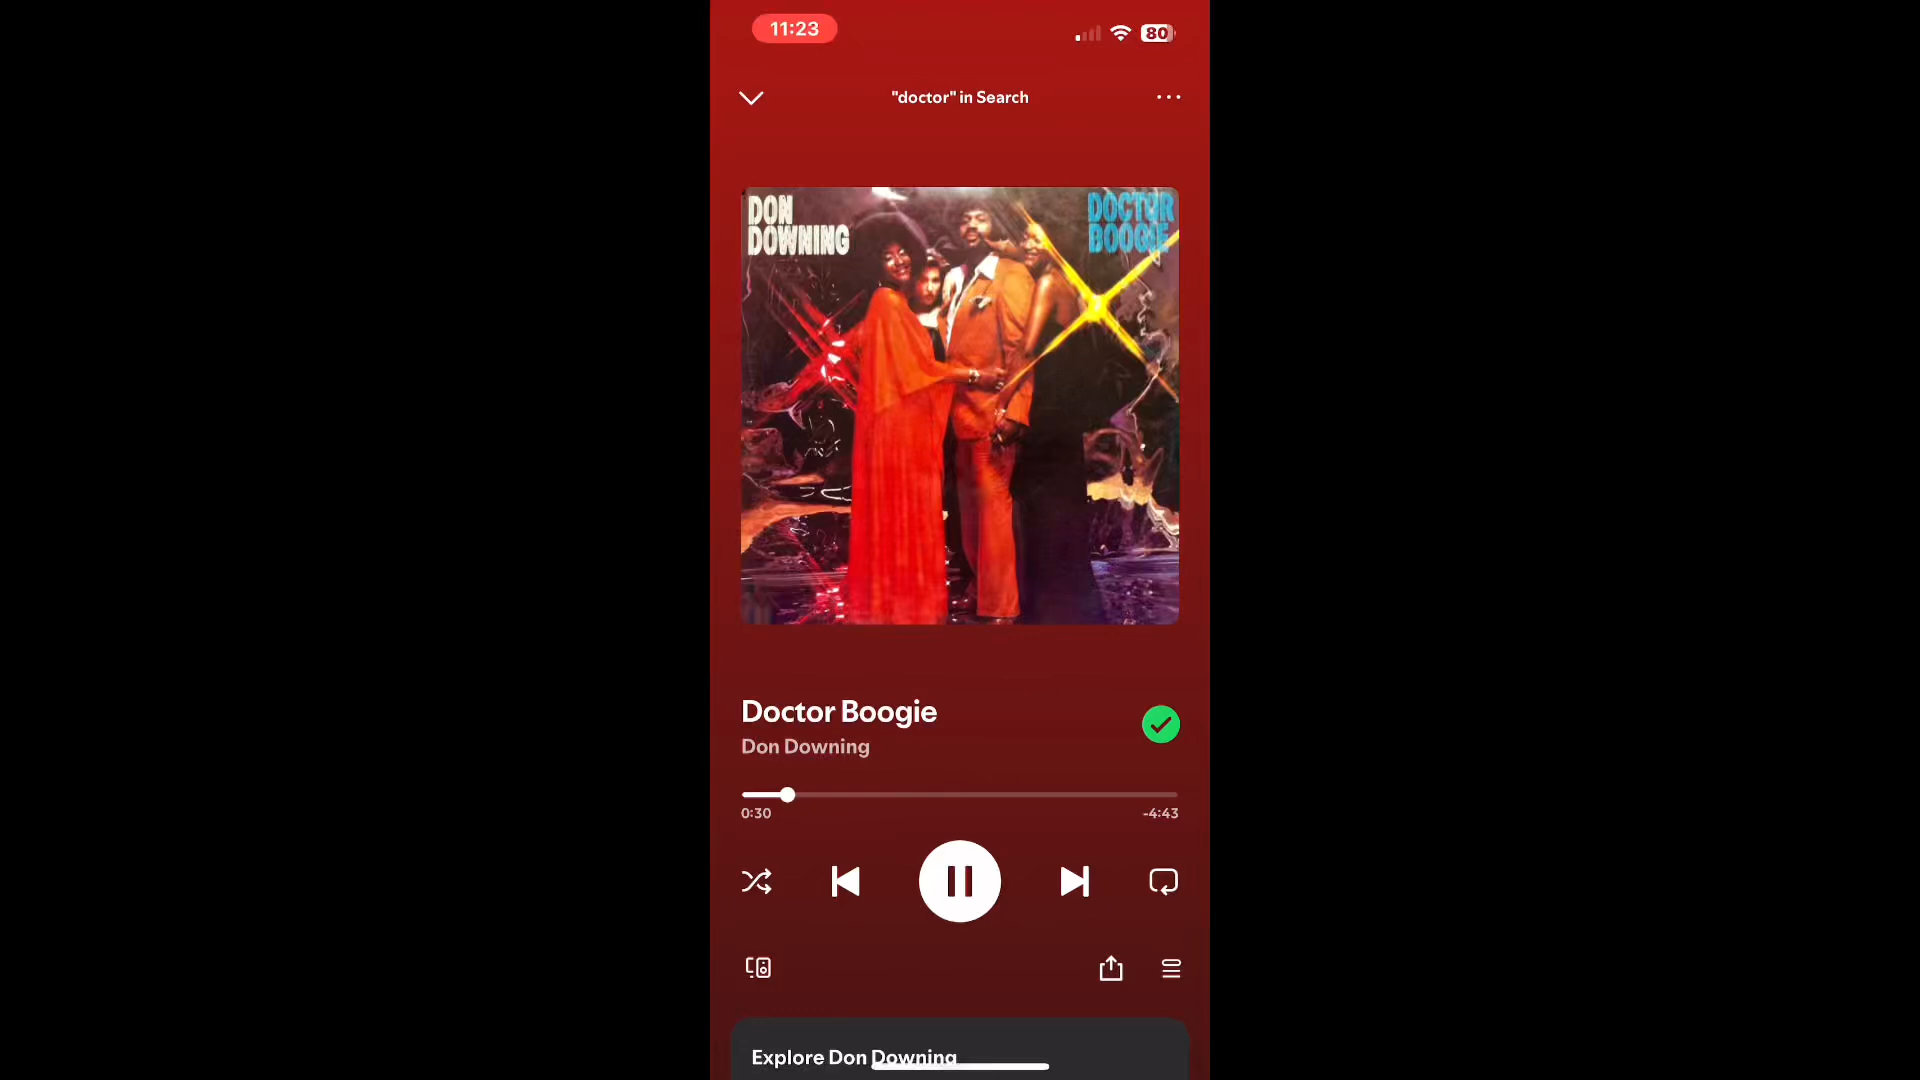 11:23
80
"doctor" in Search
DON
DOWNING
DOCTOR
BOOGIE
Doctor Boogie
Don Downing
0:30
-4:43
Explore Don Downing